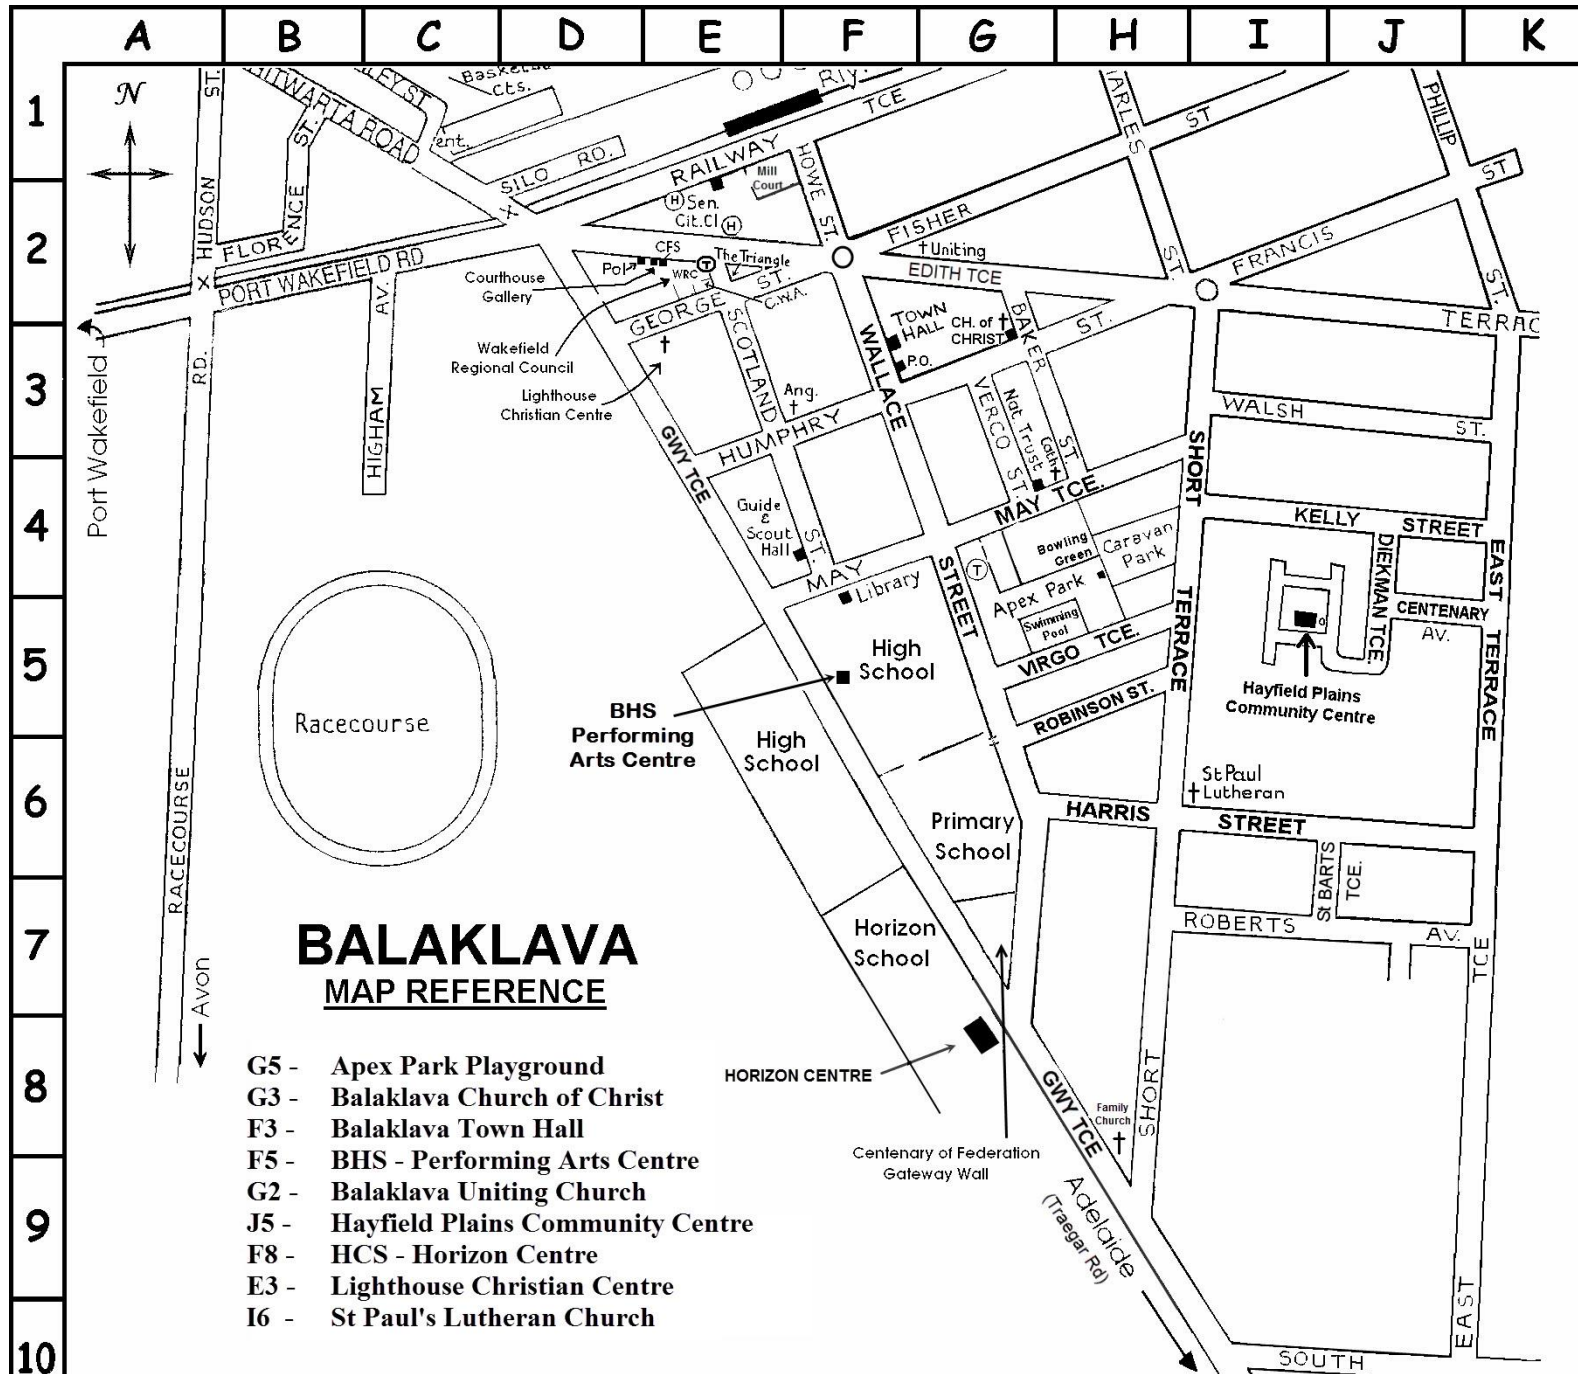 A B C D E F G H I J K
1
2
3
4
5
6
7
8
9
10
N
ST.
HUDSON
RD.
RACECOURSE
FLORENCE
ST.
ROAD
ST
Basketba
Cts.
SILO RD.
Rly.
RAILWAY TCE
Mill
Court
HOWE ST.
H Sen.
Cit.Cl H
PORT WAKEFIELD RD
HIGHAM AV.
Port Wakefield
Avon
Pol
CFS
WRC
T
The Triangle
Courthouse
Gallery
GEORGE ST.
C.W.A.
Wakefield
Regional Council
Lighthouse
Christian Centre
SCOTLAND
ST.
Ang.
HUMPHRY
GWY TCE
Guide
&
Scout
Hall
MAY
Library
FISHER
ST
Uniting
EDITH TCE
TERRAC
FRANCIS
ST
PHILLIP
ST.
ST.
TOWN
HALL
P.O.
CH. of
CHRIST
BAKER
ST.
ST.
WALLACE
STREET
VERCO ST.
Nat. Trust
Cath
MAY TCE.
Bowling
Green
Caravan
Park
T
Apex Park
Swimming
Pool
VIRGO TCE.
ROBINSON ST.
WALSH
ST.
SHORT
TERRACE
KELLY STREET
DIEKMAN TCE.
CENTENARY
AV.
EAST
TERRACE
Hayfield Plains
Community Centre
High
School
BHS
Performing
Arts Centre
High
School
Racecourse
St Paul
Lutheran
HARRIS STREET
Primary
School
St BARTS
TCE.
ROBERTS AV.
TCE
Horizon
School
HORIZON CENTRE
Centenary of Federation
Gateway Wall
GWY TCE
Family
Church
SHORT
Adelaide
(Traegar Rd)
EAST
SOUTH
BALAKLAVA
MAP REFERENCE
G5 - Apex Park Playground
G3 - Balaklava Church of Christ
F3 - Balaklava Town Hall
F5 - BHS - Performing Arts Centre
G2 - Balaklava Uniting Church
J5 - Hayfield Plains Community Centre
F8 - HCS - Horizon Centre
E3 - Lighthouse Christian Centre
I6 - St Paul's Lutheran Church